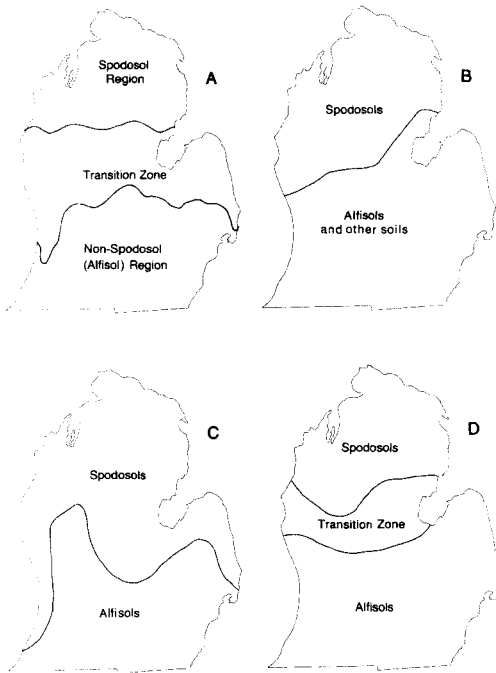 Spodosol
Region
A
Transition Zone
Non-Spodosol
(Alfisol) Region
B
Spodosols
Alfisols
and other soils
C
Spodosols
Alfisols
D
Spodosols
Transition Zone
Alfisols